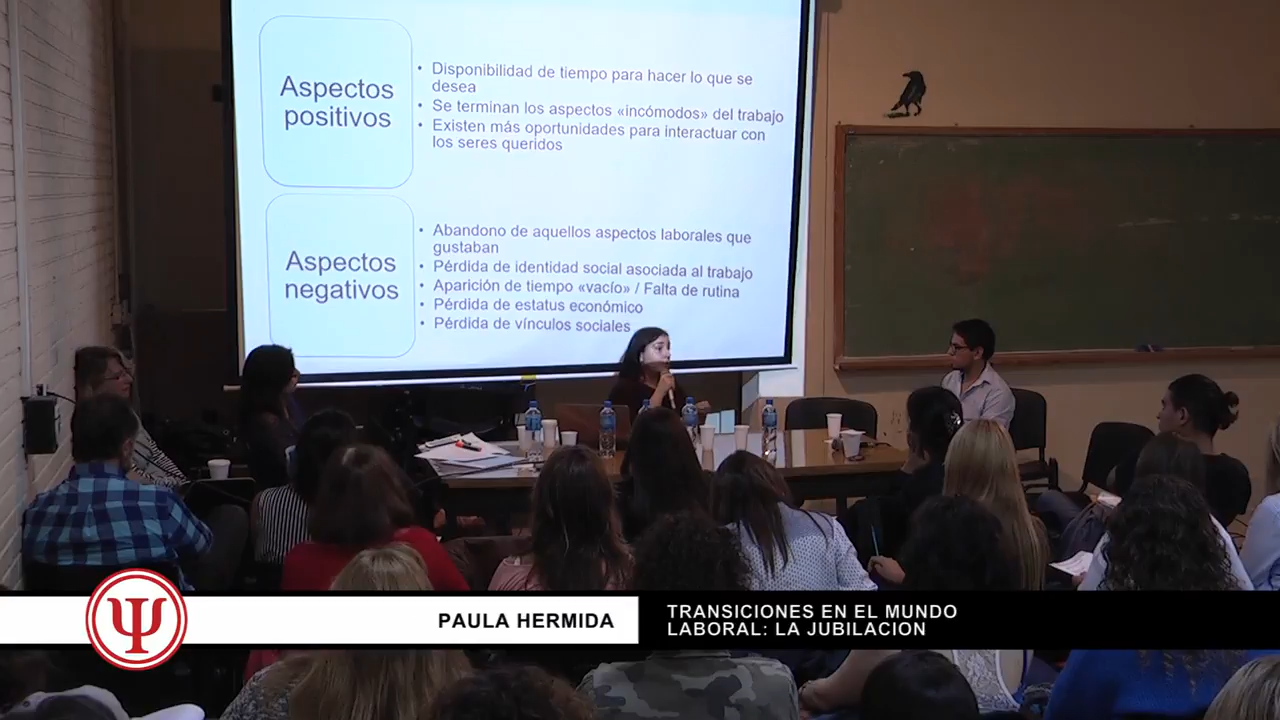 Aspectos
positivos
• Disponibilidad de tiempo para hacer lo que se
desea
• Se terminan los aspectos «incómodos» del trabajo
• Existen más oportunidades para interactuar con
los seres queridos
Aspectos
negativos
• Abandono de aquellos aspectos laborales que
gustaban
• Pérdida de identidad social asociada al trabajo
• Aparición de tiempo «vacío» / Falta de rutina
• Pérdida de estatus económico
• Pérdida de vínculos sociales
Ψ
PAULA HERMIDA
TRANSICIONES EN EL MUNDO
LABORAL: LA JUBILACION